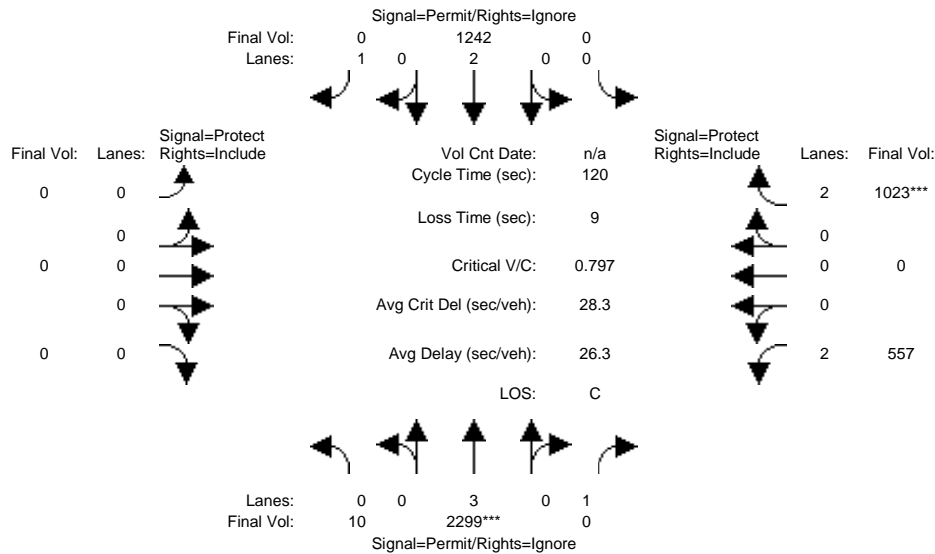 Signal=Permit/Rights=Ignore
Final Vol: 0 1242 0
Lanes: 1 0 2 0 0
Signal=Protect Signal=Protect
Final Vol: Lanes: Rights=Include Vol Cnt Date: n/a Rights=Include Lanes: Final Vol:
Cycle Time (sec): 120
0 0 2 1023***
Loss Time (sec): 9
0 0
0 0 Critical V/C: 0.797 0 0
0 Avg Crit Del (sec/veh): 28.3 0
0 0 Avg Delay (sec/veh): 26.3 2 557
LOS: C
Lanes: 0 0 3 0 1
Final Vol: 10 2299*** 0
Signal=Permit/Rights=Ignore